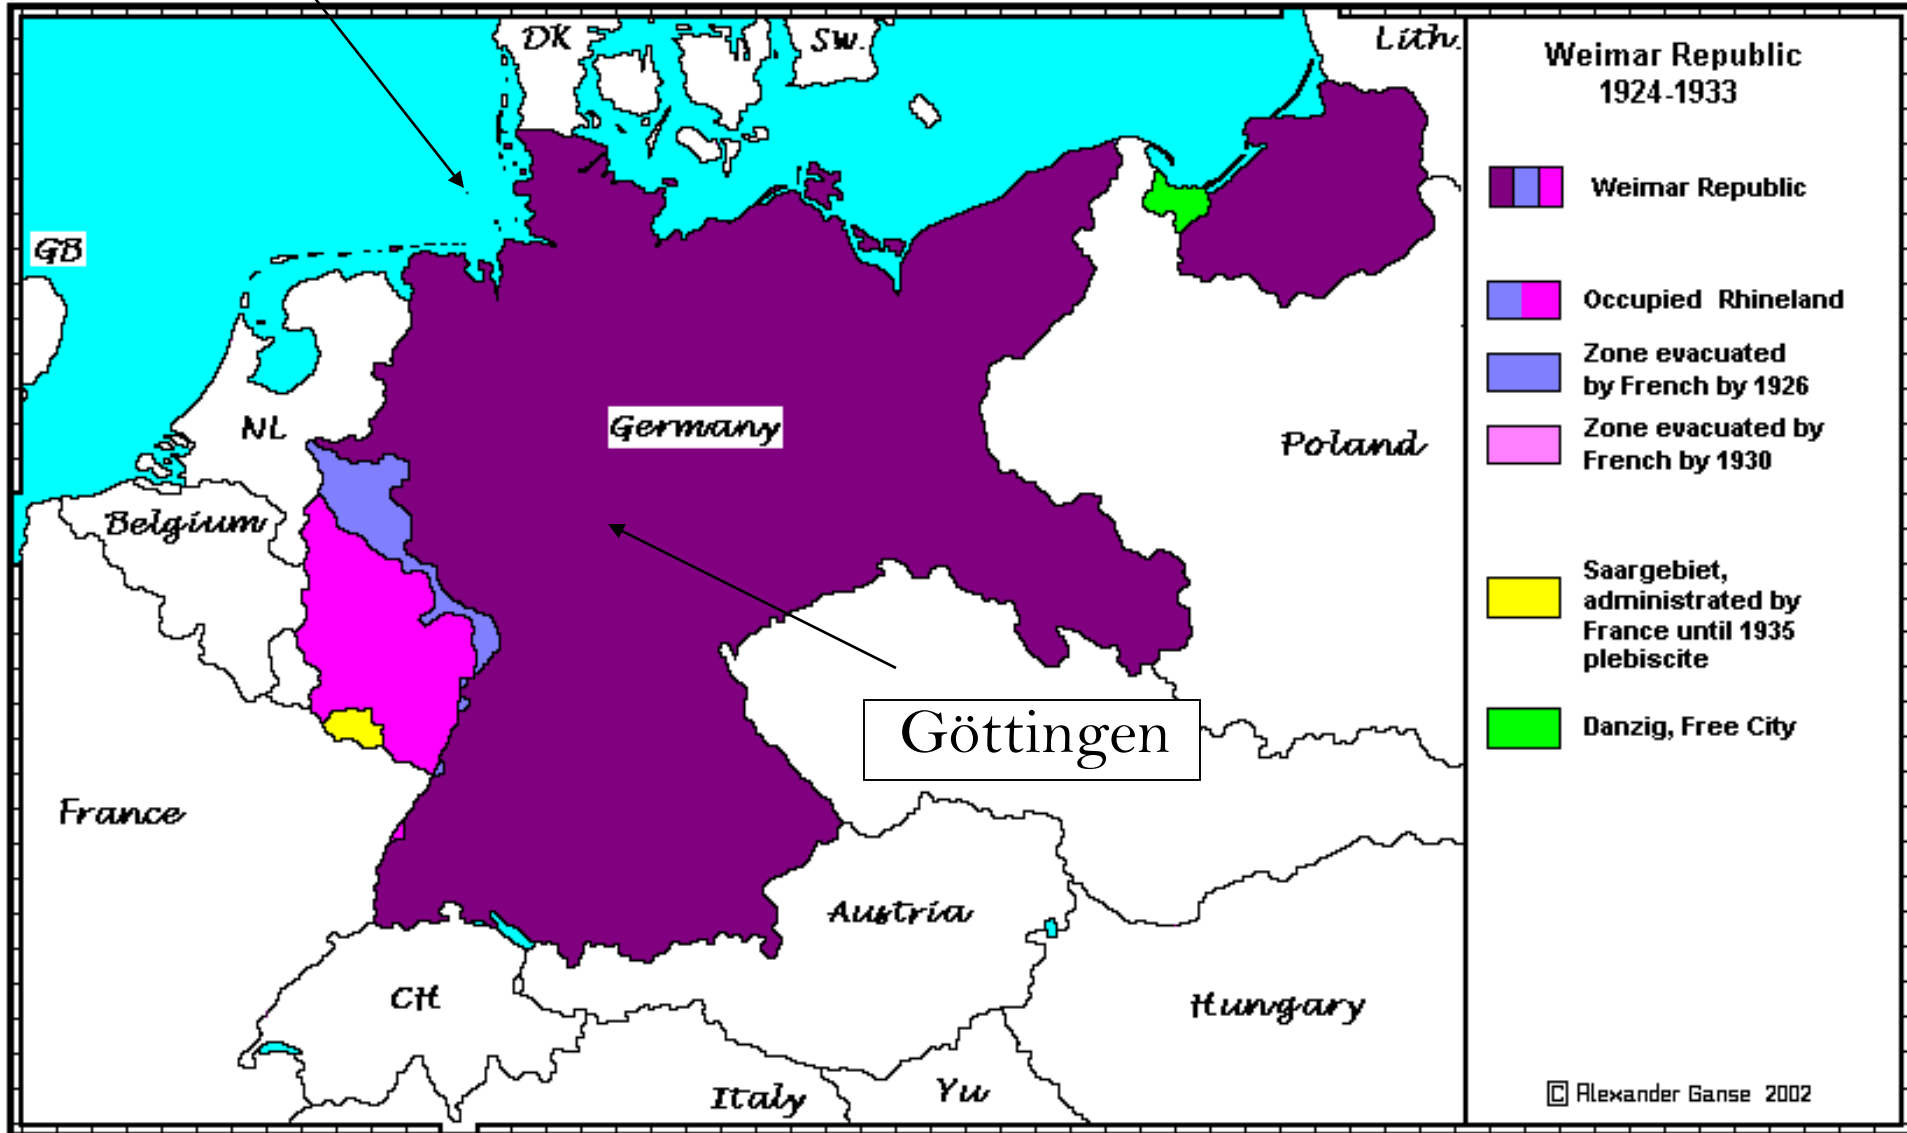 DK
Sw.
Lith.
GB
NL
Germany
Poland
Belgium
Göttingen
France
Austria
CH
Hungary
Italy
Yu
Weimar Republic
1924-1933
Weimar Republic
Occupied Rhineland
Zone evacuated
by French by 1926
Zone evacuated by
French by 1930
Saargebiet,
administrated by
France until 1935
plebiscite
Danzig, Free City
C Alexander Ganse 2002